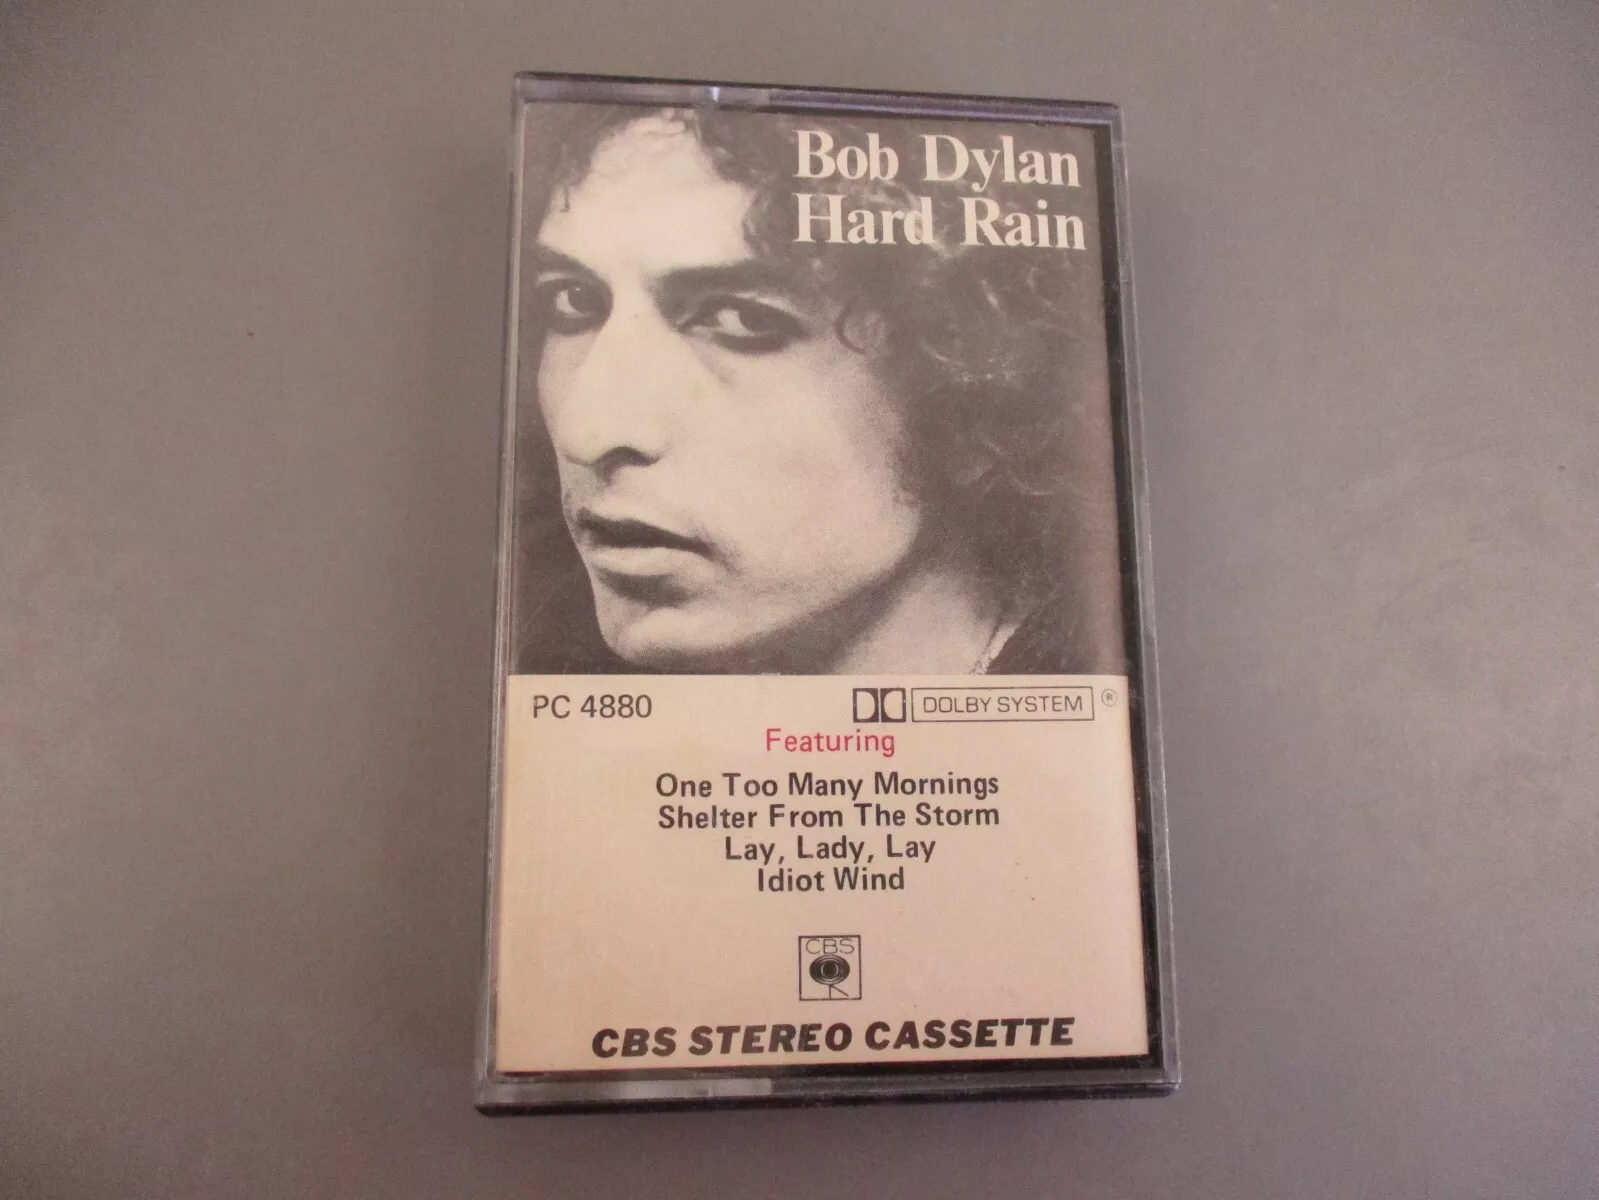 Bob Dylan
Hard Rain
PC 4880 DOLBY SYSTEM ®
Featuring
One Too Many Mornings
Shelter From The Storm
Lay, Lady, Lay
Idiot Wind
CBS
CBS STEREO CASSETTE